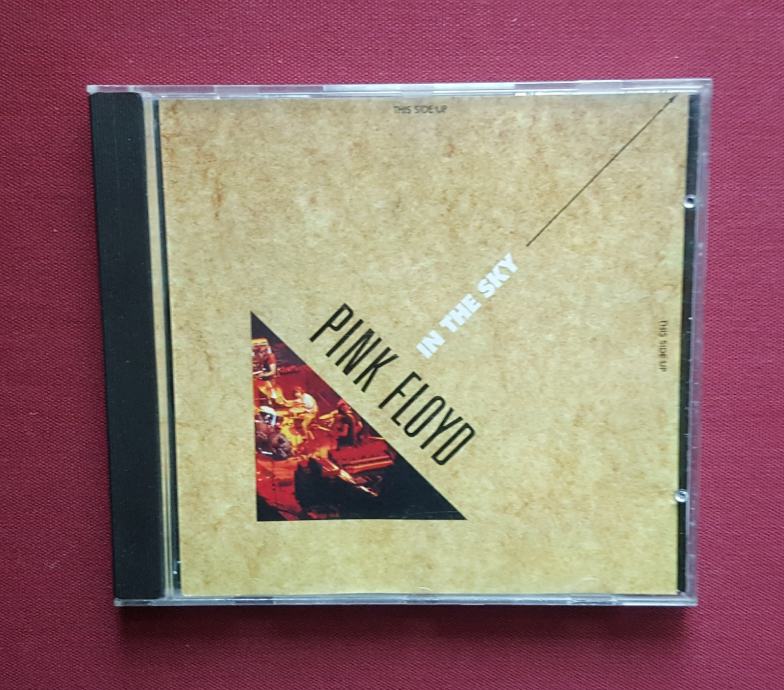 THIS SIDE UP
IN THE SKY
PINK FLOYD
THIS SIDE UP